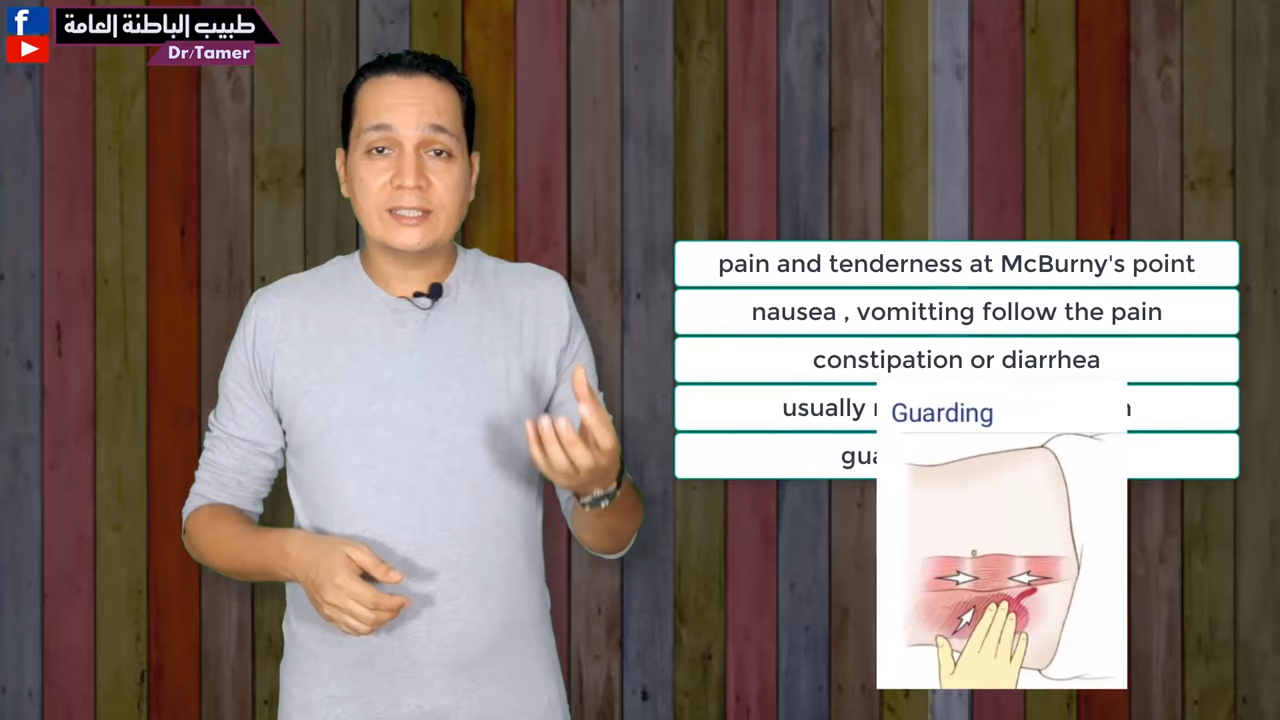 طبيب الباطنة العامة
Dr/Tamer
pain and tenderness at McBurny's point
nausea , vomitting follow the pain
constipation or diarrhea
usually
Guarding